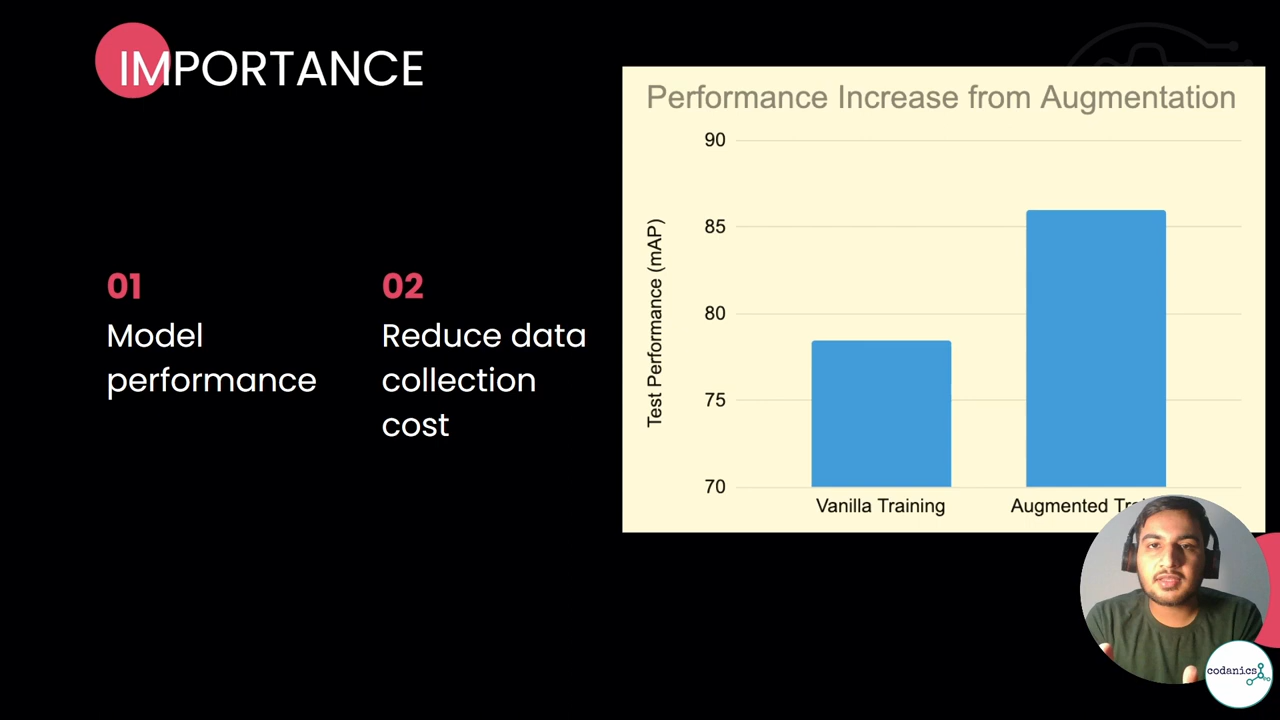 IMPORTANCE
01
Model
performance
02
Reduce data
collection
cost
Performance Increase from Augmentation
Test Performance (mAP)
90
85
80
75
70
Vanilla Training
Augmented
codanics